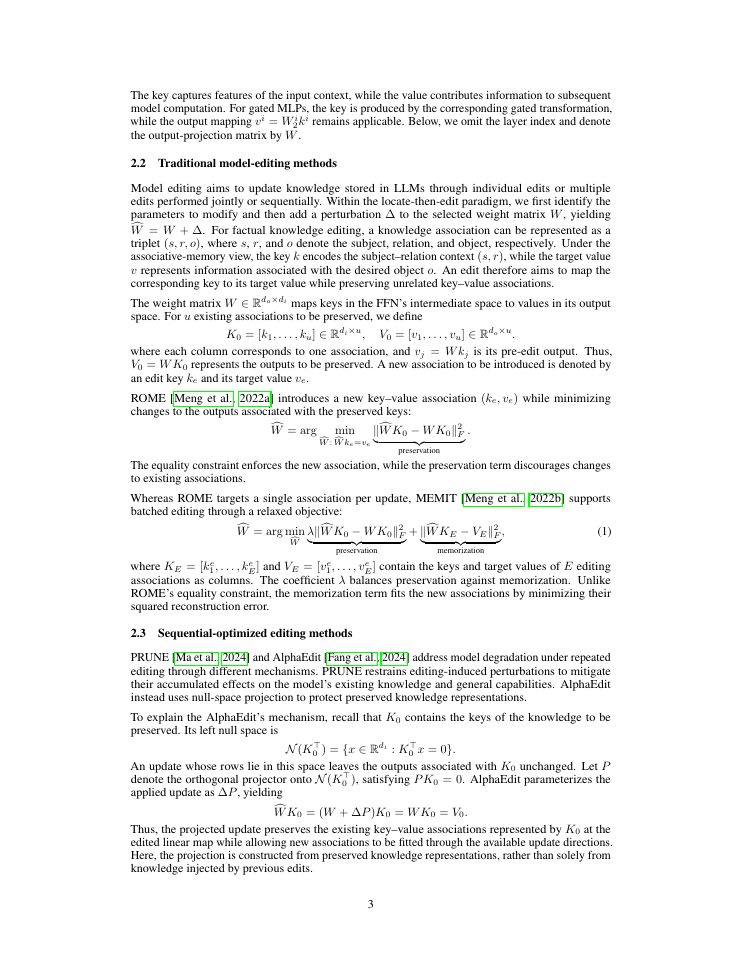 The key captures features of the input context, while the value contributes information to subsequent
model computation. For gated MLPs, the key is produced by the corresponding gated transformation,
while the output mapping v^i = W_2^i k^i remains applicable. Below, we omit the layer index and denote
the output-projection matrix by W.
2.2 Traditional model-editing methods
Model editing aims to update knowledge stored in LLMs through individual edits or multiple
edits performed jointly or sequentially. Within the locate-then-edit paradigm, we first identify the
parameters to modify and then add a perturbation Δ to the selected weight matrix W, yielding
Ŵ = W + Δ. For factual knowledge editing, a knowledge association can be represented as a
triplet (s, r, o), where s, r, and o denote the subject, relation, and object, respectively. Under the
associative-memory view, the key k encodes the subject–relation context (s, r), while the target value
v represents information associated with the desired object o. An edit therefore aims to map the
corresponding key to its target value while preserving unrelated key–value associations.
The weight matrix W ∈ ℝ^{d_o×d_i} maps keys in the FFN's intermediate space to values in its output
space. For u existing associations to be preserved, we define
K_0 = [k_1, . . . , k_u] ∈ ℝ^{d_i×u}, V_0 = [v_1, . . . , v_u] ∈ ℝ^{d_o×u}.
where each column corresponds to one association, and v_j = Wk_j is its pre-edit output. Thus,
V_0 = WK_0 represents the outputs to be preserved. A new association to be introduced is denoted by
an edit key k_e and its target value v_e.
ROME [Meng et al., 2022a] introduces a new key–value association (k_e, v_e) while minimizing
changes to the outputs associated with the preserved keys:
Ŵ = arg min_{Ŵ: Ŵk_e=v_e} ‖ŴK_0 − WK_0‖_F^2 .
preservation
The equality constraint enforces the new association, while the preservation term discourages changes
to existing associations.
Whereas ROME targets a single association per update, MEMIT [Meng et al., 2022b] supports
batched editing through a relaxed objective:
Ŵ = arg min_Ŵ λ‖ŴK_0 − WK_0‖_F^2 + ‖ŴK_E − V_E‖_F^2, (1)
preservation memorization
where K_E = [k_1^e, . . . , k_E^e] and V_E = [v_1^e, . . . , v_E^e] contain the keys and target values of E editing
associations as columns. The coefficient λ balances preservation against memorization. Unlike
ROME's equality constraint, the memorization term fits the new associations by minimizing their
squared reconstruction error.
2.3 Sequential-optimized editing methods
PRUNE [Ma et al., 2024] and AlphaEdit [Fang et al., 2024] address model degradation under repeated
editing through different mechanisms. PRUNE restrains editing-induced perturbations to mitigate
their accumulated effects on the model's existing knowledge and general capabilities. AlphaEdit
instead uses null-space projection to protect preserved knowledge representations.
To explain the AlphaEdit's mechanism, recall that K_0 contains the keys of the knowledge to be
preserved. Its left null space is
𝒩(K_0^⊤) = {x ∈ ℝ^{d_i} : K_0^⊤x = 0}.
An update whose rows lie in this space leaves the outputs associated with K_0 unchanged. Let P
denote the orthogonal projector onto 𝒩(K_0^⊤), satisfying PK_0 = 0. AlphaEdit parameterizes the
applied update as ΔP, yielding
ŴK_0 = (W + ΔP)K_0 = WK_0 = V_0.
Thus, the projected update preserves the existing key–value associations represented by K_0 at the
edited linear map while allowing new associations to be fitted through the available update directions.
Here, the projection is constructed from preserved knowledge representations, rather than solely from
knowledge injected by previous edits.
3